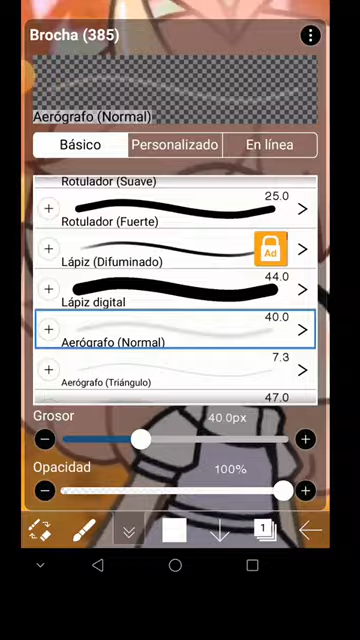 Brocha (385)
Aerógrafo (Normal)
Básico
Personalizado
En línea
Rotulador (Suave)
25.0
Rotulador (Fuerte)
Ad
Lápiz (Difuminado)
44.0
Lápiz digital
40.0
Aerógrafo (Normal)
7.3
Aerógrafo (Triángulo)
47.0
Grosor
40.0px
Opacidad
100%
1